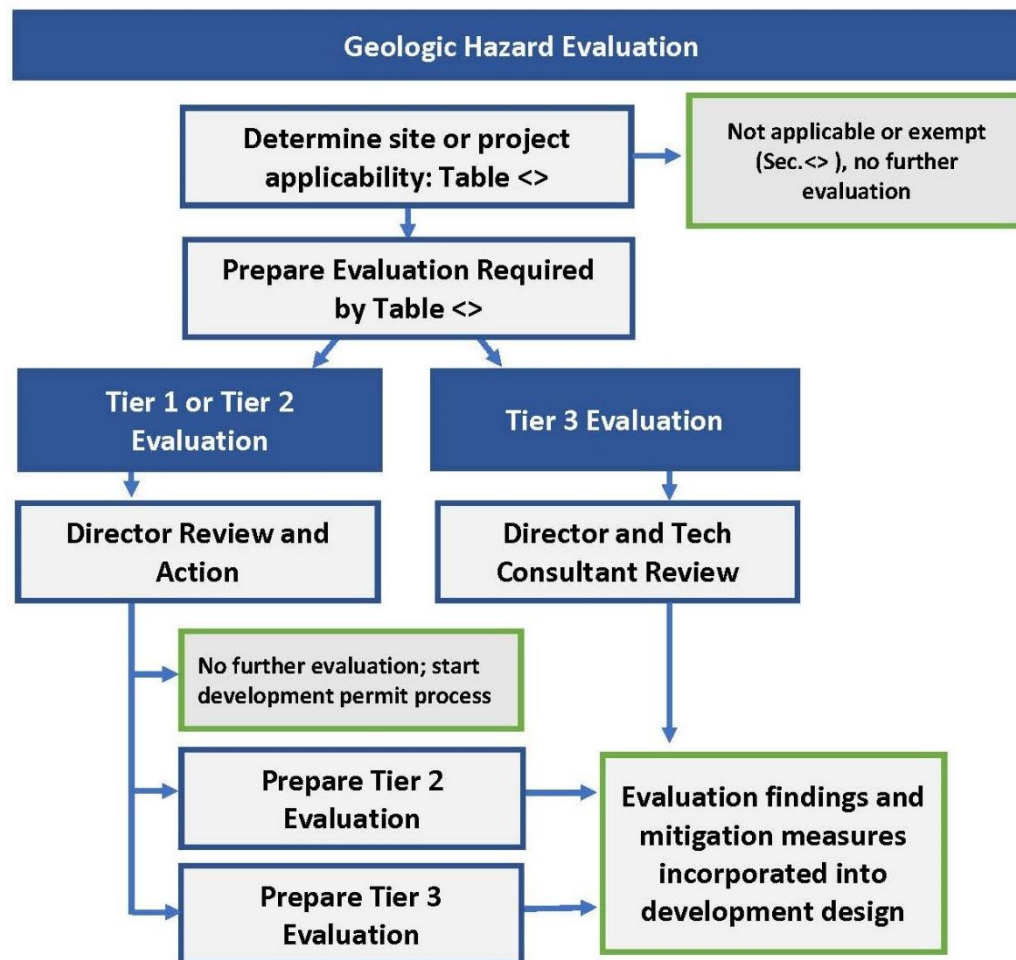 Geologic Hazard Evaluation
Determine site or project
applicability: Table <>
Not applicable or exempt
(Sec.<> ), no further
evaluation
Prepare Evaluation Required
by Table <>
Tier 1 or Tier 2
Evaluation
Tier 3 Evaluation
Director Review and
Action
Director and Tech
Consultant Review
No further evaluation; start
development permit process
Prepare Tier 2
Evaluation
Evaluation findings and
mitigation measures
incorporated into
development design
Prepare Tier 3
Evaluation